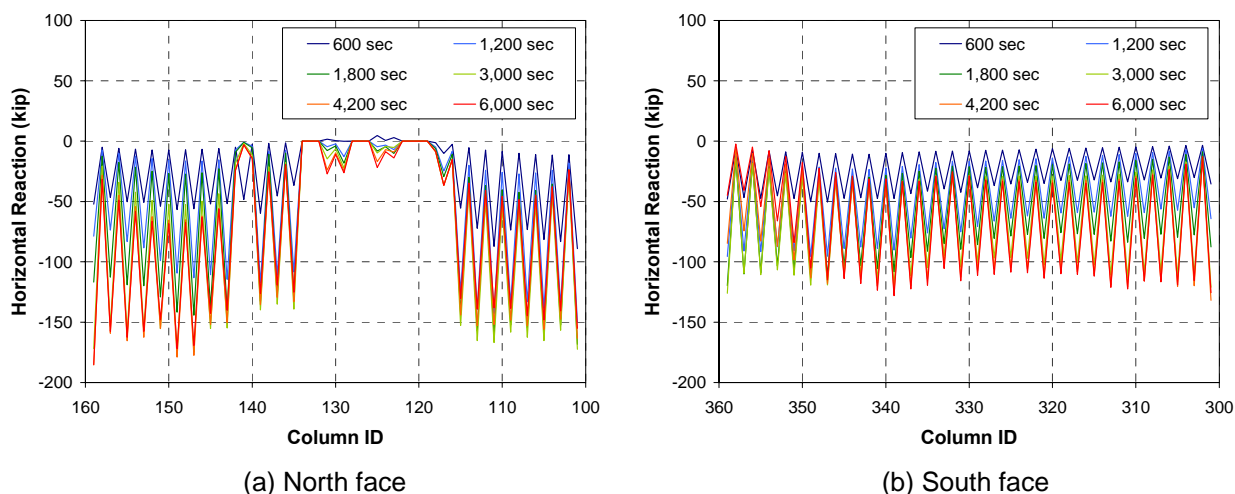 100
50
0
-50
-100
-150
-200
Horizontal Reaction (kip)
600 sec 1,200 sec
1,800 sec 3,000 sec
4,200 sec 6,000 sec
160 150 140 130 120 110 100
Column ID
(a) North face
100
50
0
-50
-100
-150
-200
Horizontal Reaction (kip)
600 sec 1,200 sec
1,800 sec 3,000 sec
4,200 sec 6,000 sec
360 350 340 330 320 310 300
Column ID
(b) South face